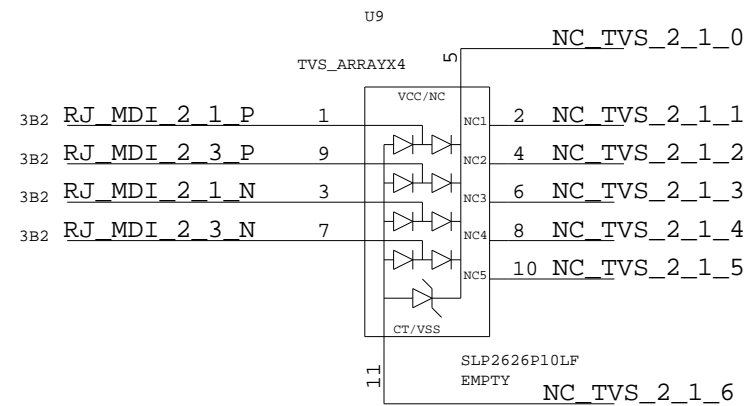 U9
NC_TVS_2_1_0
5
TVS_ARRAYX4
VCC/NC
3B2 RJ_MDI_2_1_P 1 NC1 2 NC_TVS_2_1_1
3B2 RJ_MDI_2_3_P 9 NC2 4 NC_TVS_2_1_2
3B2 RJ_MDI_2_1_N 3 NC3 6 NC_TVS_2_1_3
3B2 RJ_MDI_2_3_N 7 NC4 8 NC_TVS_2_1_4
NC5 10 NC_TVS_2_1_5
CT/VSS
11
SLP2626P10LF
EMPTY
NC_TVS_2_1_6